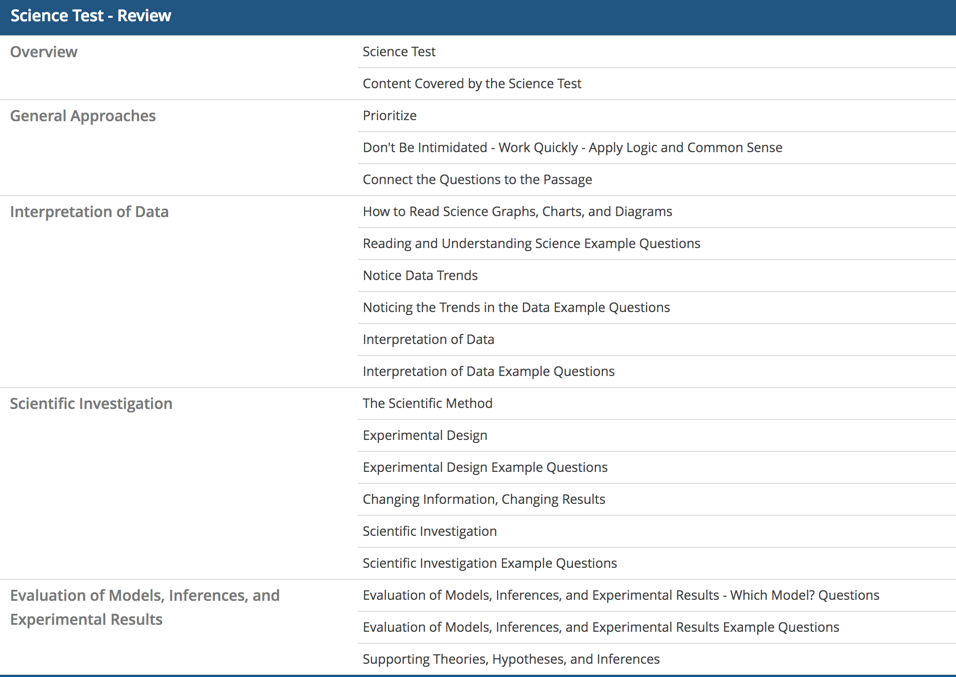 Science Test - Review
Overview
Science Test
Content Covered by the Science Test
General Approaches
Prioritize
Don't Be Intimidated - Work Quickly - Apply Logic and Common Sense
Connect the Questions to the Passage
Interpretation of Data
How to Read Science Graphs, Charts, and Diagrams
Reading and Understanding Science Example Questions
Notice Data Trends
Noticing the Trends in the Data Example Questions
Interpretation of Data
Interpretation of Data Example Questions
Scientific Investigation
The Scientific Method
Experimental Design
Experimental Design Example Questions
Changing Information, Changing Results
Scientific Investigation
Scientific Investigation Example Questions
Evaluation of Models, Inferences, and
Experimental Results
Evaluation of Models, Inferences, and Experimental Results - Which Model? Questions
Evaluation of Models, Inferences, and Experimental Results Example Questions
Supporting Theories, Hypotheses, and Inferences